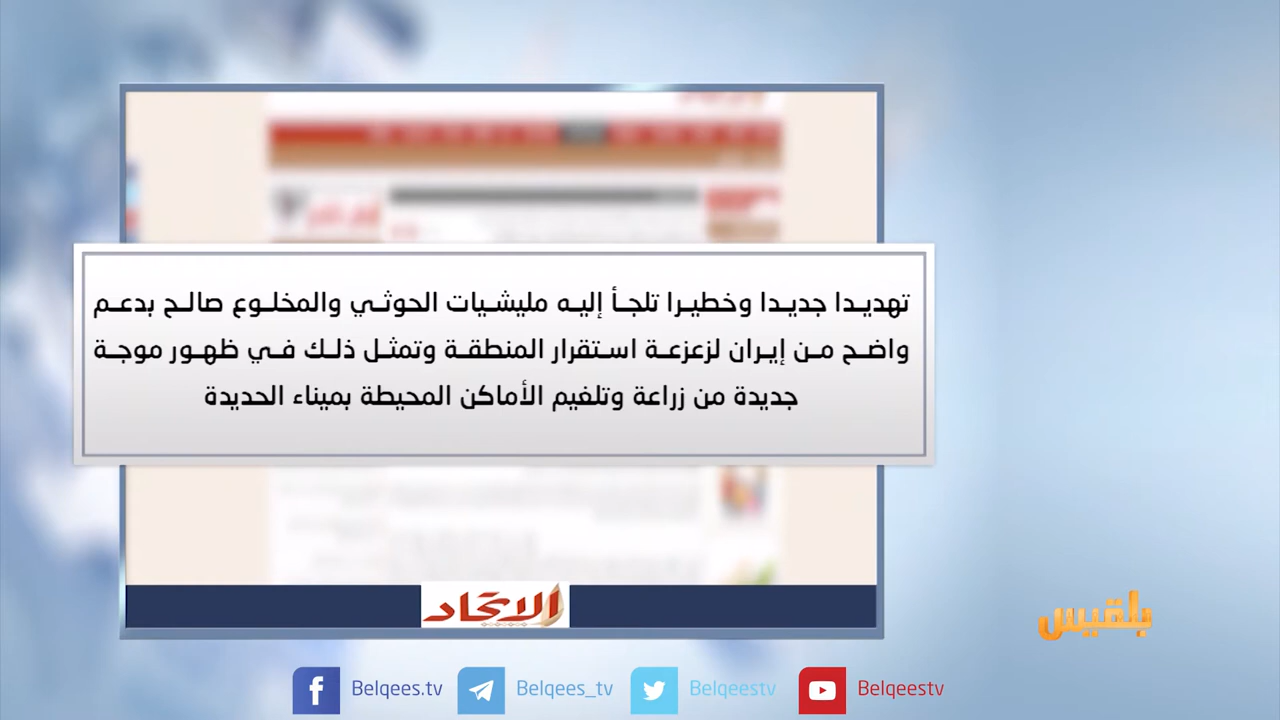 تهديدا جديدا وخطيرا تلجأ إليه مليشيات الحوثي والمخلوع صالح بدعم
واضح من إيران لزعزعة استقرار المنطقة وتمثل ذلك في ظهور موجة
جديدة من زراعة وتلغيم الأماكن المحيطة بميناء الحديدة
الاتحاد
بلقيس
Belqees.tv
Belqees_tv
Belqeestv
Belqeestv